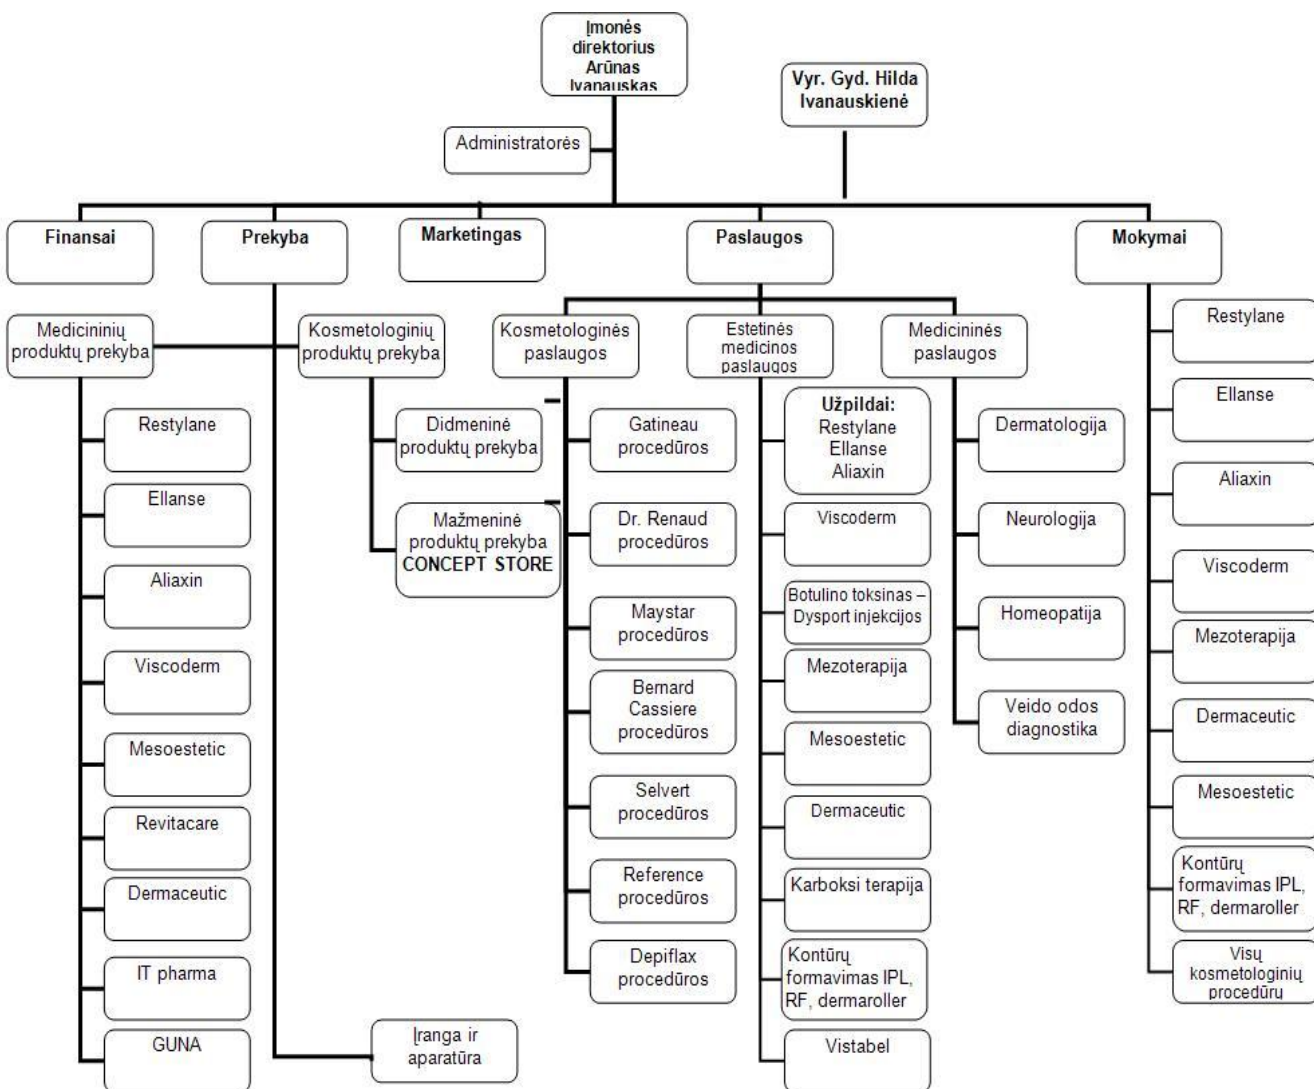 Įmonės
direktorius
Arūnas
Ivanauskas
Vyr. Gyd. Hilda
Ivanauskienė
Administratorės
Finansai
Prekyba
Marketingas
Paslaugos
Mokymai
Medicininių
produktų prekyba
Restylane
Ellanse
Aliaxin
Viscoderm
Mesoestetic
Revitacare
Dermaceutic
IT pharma
GUNA
Kosmetologinių
produktų prekyba
Didmeninė
produktų prekyba
Mažmeninė
produktų prekyba
CONCEPT STORE
Įranga ir
aparatūra
Kosmetologinės
paslaugos
Gatineau
procedūros
Dr. Renaud
procedūros
Maystar
procedūros
Bernard
Cassiere
procedūros
Selvert
procedūros
Reference
procedūros
Depiflax
procedūros
Estetinės
medicinos
paslaugos
Užpildai:
Restylane
Ellanse
Aliaxin
Viscoderm
Botulino toksinas –
Dysport injekcijos
Mezoterapija
Mesoestetic
Dermaceutic
Karboksi terapija
Kontūrų
formavimas IPL,
RF, dermaroller
Vistabel
Medicininės
paslaugos
Dermatologija
Neurologija
Homeopatija
Veido odos
diagnostika
Restylane
Ellanse
Aliaxin
Viscoderm
Mezoterapija
Dermaceutic
Mesoestetic
Kontūrų
formavimas IPL,
RF, dermaroller
Visų
kosmetologinių
procedūrų